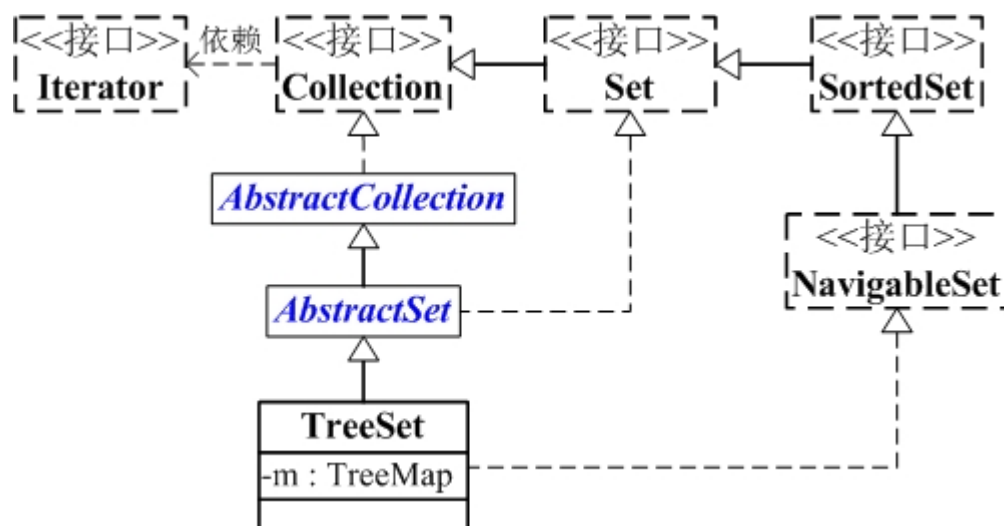 <<接口>>
Iterator
依赖
<<接口>>
Collection
<<接口>>
Set
<<接口>>
SortedSet
AbstractCollection
<<接口>>
NavigableSet
AbstractSet
TreeSet
-m : TreeMap